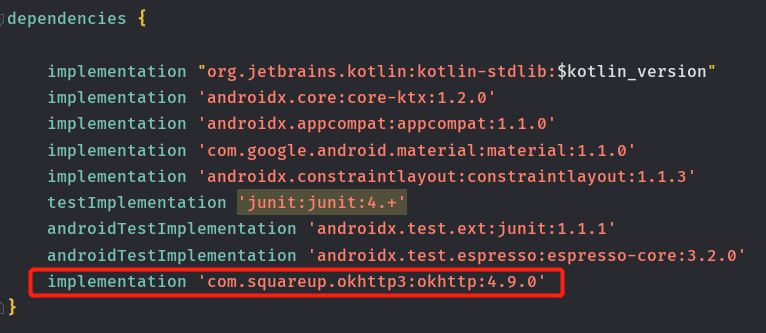 dependencies {
implementation "org.jetbrains.kotlin:kotlin-stdlib:$kotlin_version"
implementation 'androidx.core:core-ktx:1.2.0'
implementation 'androidx.appcompat:appcompat:1.1.0'
implementation 'com.google.android.material:material:1.1.0'
implementation 'androidx.constraintlayout:constraintlayout:1.1.3'
testImplementation 'junit:junit:4.+'
androidTestImplementation 'androidx.test.ext:junit:1.1.1'
androidTestImplementation 'androidx.test.espresso:espresso-core:3.2.0'
implementation 'com.squareup.okhttp3:okhttp:4.9.0'
}